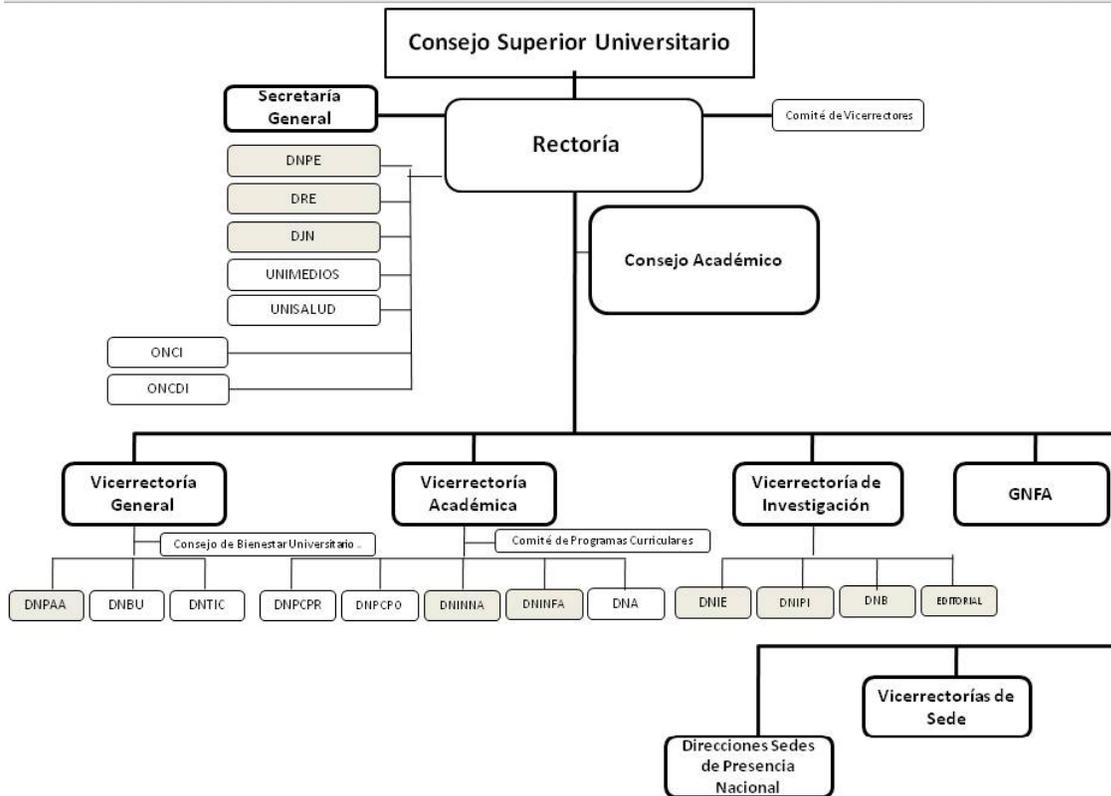 Consejo Superior Universitario
Secretaría
General
Rectoría
Comité de Vicerrectores
DNPE
DRE
DJN
UNIMEDIOS
UNISALUD
ONCI
ONCDI
Consejo Académico
Vicerrectoría
General
Vicerrectoría
Académica
Vicerrectoría de
Investigación
GNFA
Consejo de Bienestar Universitario ..
Comité de Programas Curriculares
DNPAA
DNBU
DNTIC
DNPCPR
DNPCPO
DNINNA
DNINFA
DNA
DNIE
DNIPI
DNB
EDITORIAL
Vicerrectorías de
Sede
Direcciones Sedes
de Presencia
Nacional